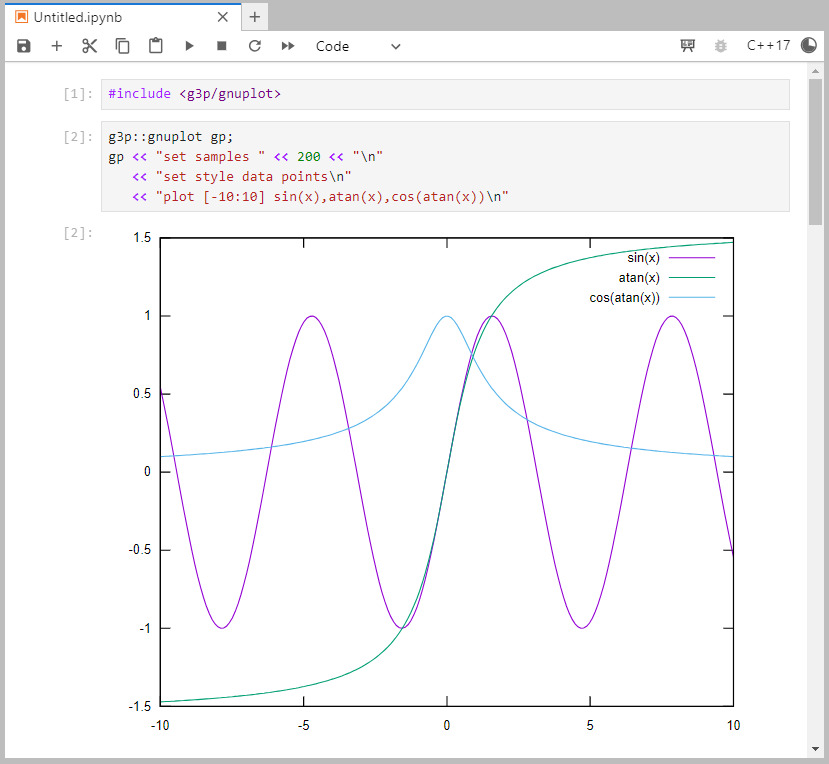 Untitled.ipynb
Code
C++17
[1]:
#include <g3p/gnuplot>
[2]:
g3p::gnuplot gp;
gp << "set samples " << 200 << "\n"
<< "set style data points\n"
<< "plot [-10:10] sin(x),atan(x),cos(atan(x))\n"
[2]:
1.5
sin(x)
atan(x)
cos(atan(x))
1
0.5
0
-0.5
-1
-1.5
-10
-5
0
5
10